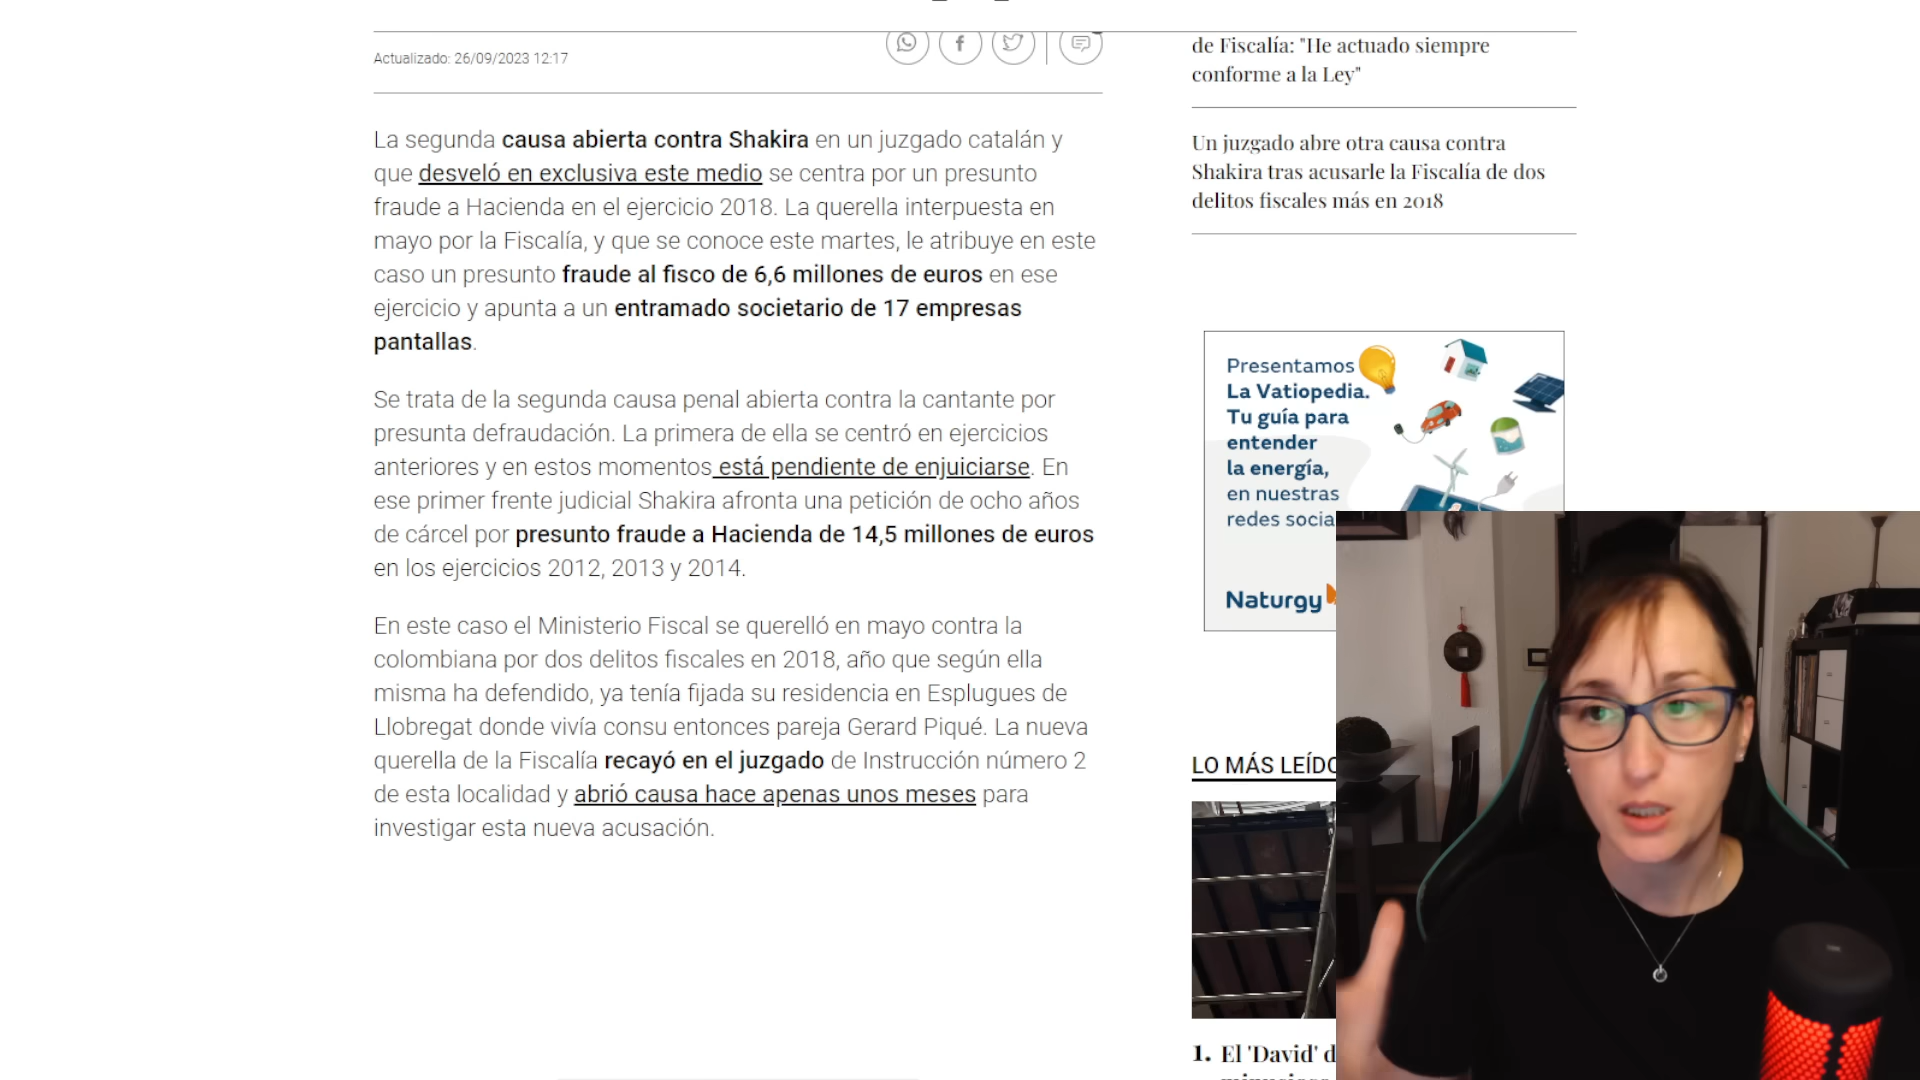 Actualizado: 26/09/2023 12:17
La segunda causa abierta contra Shakira en un juzgado catalán y
que desveló en exclusiva este medio se centra por un presunto
fraude a Hacienda en el ejercicio 2018. La querella interpuesta en
mayo por la Fiscalía, y que se conoce este martes, le atribuye en este
caso un presunto fraude al fisco de 6,6 millones de euros en ese
ejercicio y apunta a un entramado societario de 17 empresas
pantallas.
Se trata de la segunda causa penal abierta contra la cantante por
presunta defraudación. La primera de ella se centró en ejercicios
anteriores y en estos momentos está pendiente de enjuiciarse. En
ese primer frente judicial Shakira afronta una petición de ocho años
de cárcel por presunto fraude a Hacienda de 14,5 millones de euros
en los ejercicios 2012, 2013 y 2014.
En este caso el Ministerio Fiscal se querelló en mayo contra la
colombiana por dos delitos fiscales en 2018, año que según ella
misma ha defendido, ya tenía fijada su residencia en Esplugues de
Llobregat donde vivía consu entonces pareja Gerard Piqué. La nueva
querella de la Fiscalía recayó en el juzgado de Instrucción número 2
de esta localidad y abrió causa hace apenas unos meses para
investigar esta nueva acusación.
de Fiscalía: "He actuado siempre
conforme a la Ley"
Un juzgado abre otra causa contra
Shakira tras acusarle la Fiscalía de dos
delitos fiscales más en 2018
Presentamos
La Vatiopedia.
Tu guía para
entender
la energía,
en nuestras
redes socia
Naturgy
LO MÁS LEÍDO
1. El 'David' d